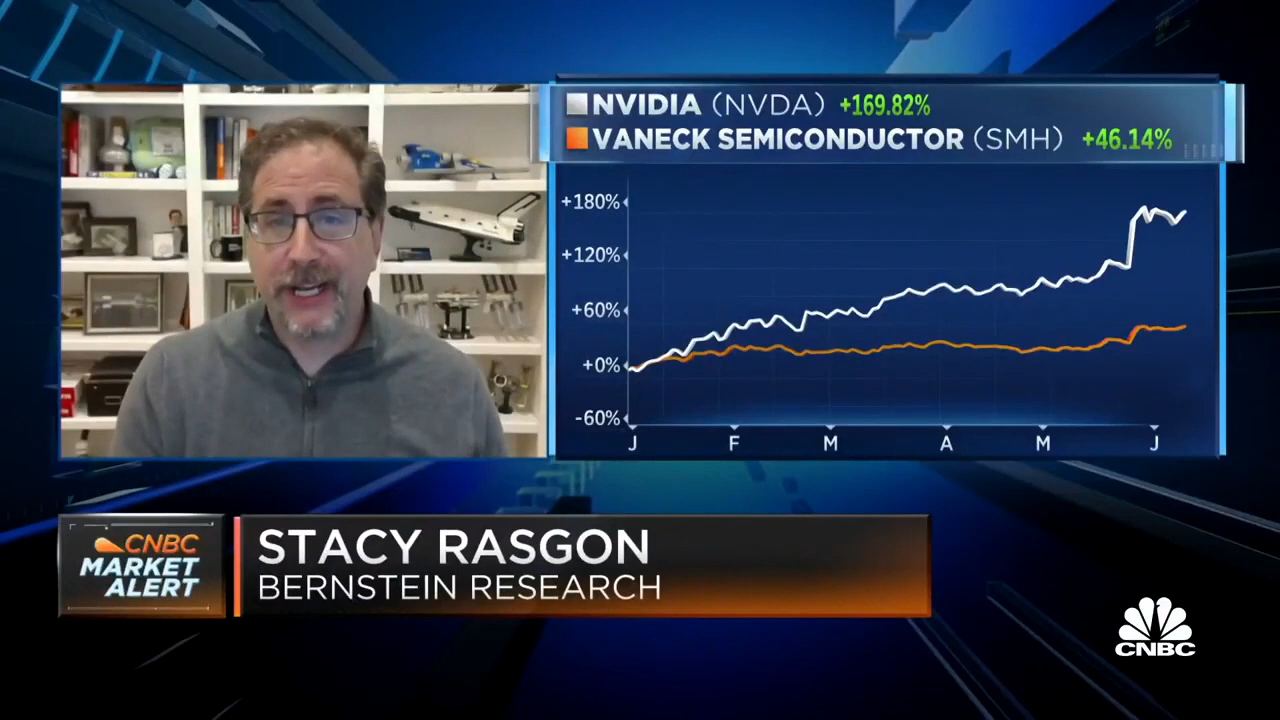 NVIDIA (NVDA) +169.82%
VANECK SEMICONDUCTOR (SMH) +46.14%
+180%
+120%
+60%
+0%
-60%
J F M A M J
CNBC
MARKET
ALERT
STACY RASGON
BERNSTEIN RESEARCH
CNBC